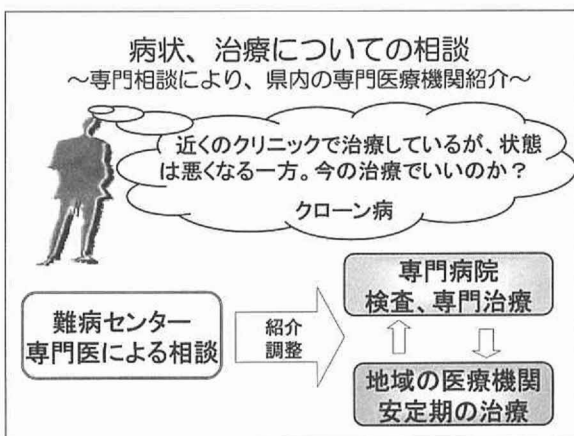 病状、治療についての相談
～専門相談により、県内の専門医療機関紹介～
近くのクリニックで治療しているが、状態
は悪くなる一方。今の治療でいいのか？
クローン病
難病センター
専門医による相談
紹介
調整
専門病院
検査、専門治療
地域の医療機関
安定期の治療